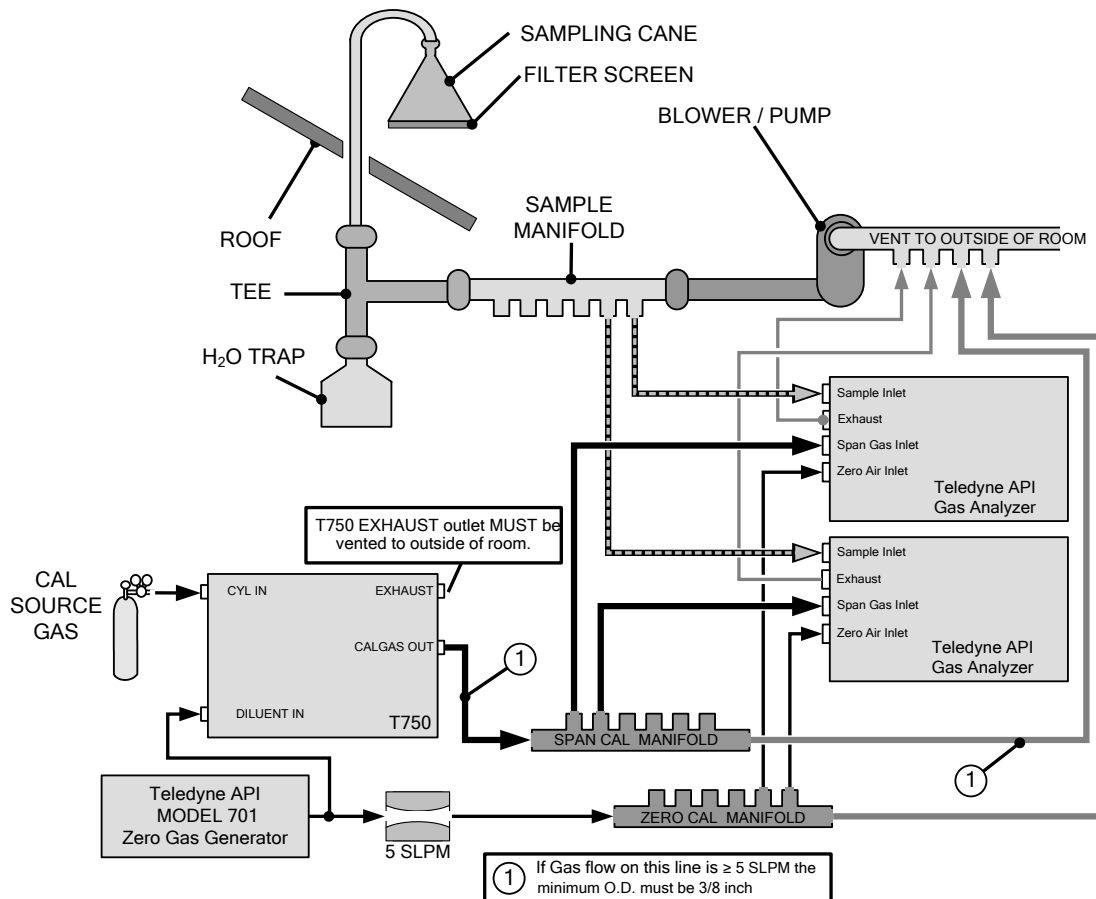 SAMPLING CANE
FILTER SCREEN
BLOWER / PUMP
ROOF
SAMPLE
MANIFOLD
VENT TO OUTSIDE OF ROOM
TEE
H₂O TRAP
Sample Inlet
Exhaust
Span Gas Inlet
Zero Air Inlet
Teledyne API
Gas Analyzer
T750 EXHAUST outlet MUST be
vented to outside of room.
Sample Inlet
Exhaust
Span Gas Inlet
Zero Air Inlet
Teledyne API
Gas Analyzer
CAL
SOURCE
GAS
CYL IN
EXHAUST
CALGAS OUT
DILUENT IN
T750
1
SPAN CAL MANIFOLD
1
Teledyne API
MODEL 701
Zero Gas Generator
5 SLPM
ZERO CAL MANIFOLD
1 If Gas flow on this line is ≥ 5 SLPM the
minimum O.D. must be 3/8 inch